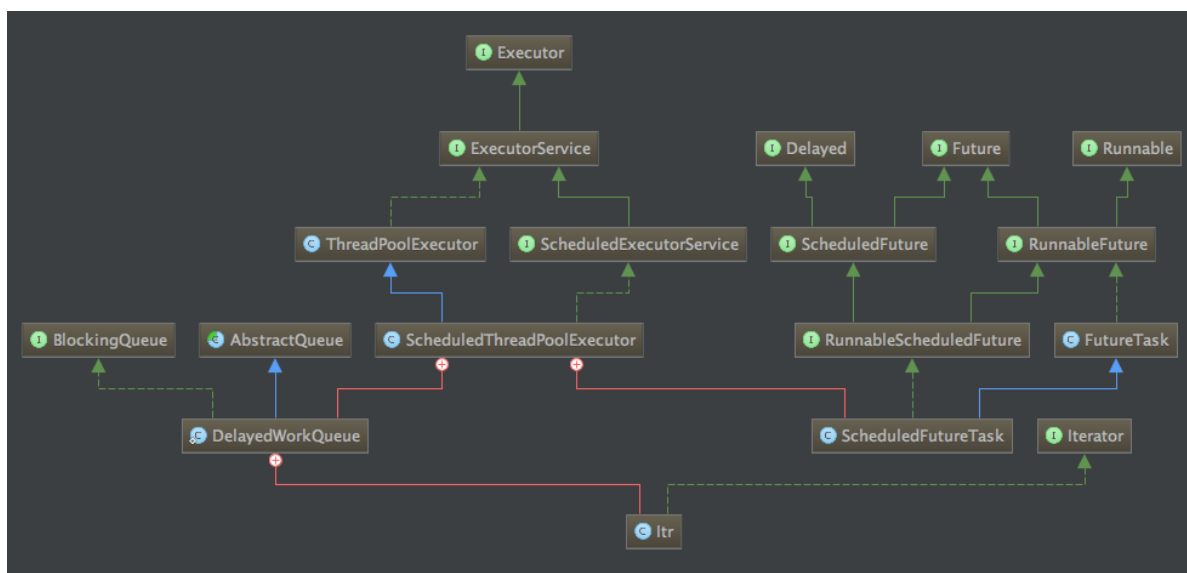 Executor
ExecutorService
Delayed
Future
Runnable
ThreadPoolExecutor
ScheduledExecutorService
ScheduledFuture
RunnableFuture
BlockingQueue
AbstractQueue
ScheduledThreadPoolExecutor
RunnableScheduledFuture
FutureTask
DelayedWorkQueue
ScheduledFutureTask
Iterator
Itr